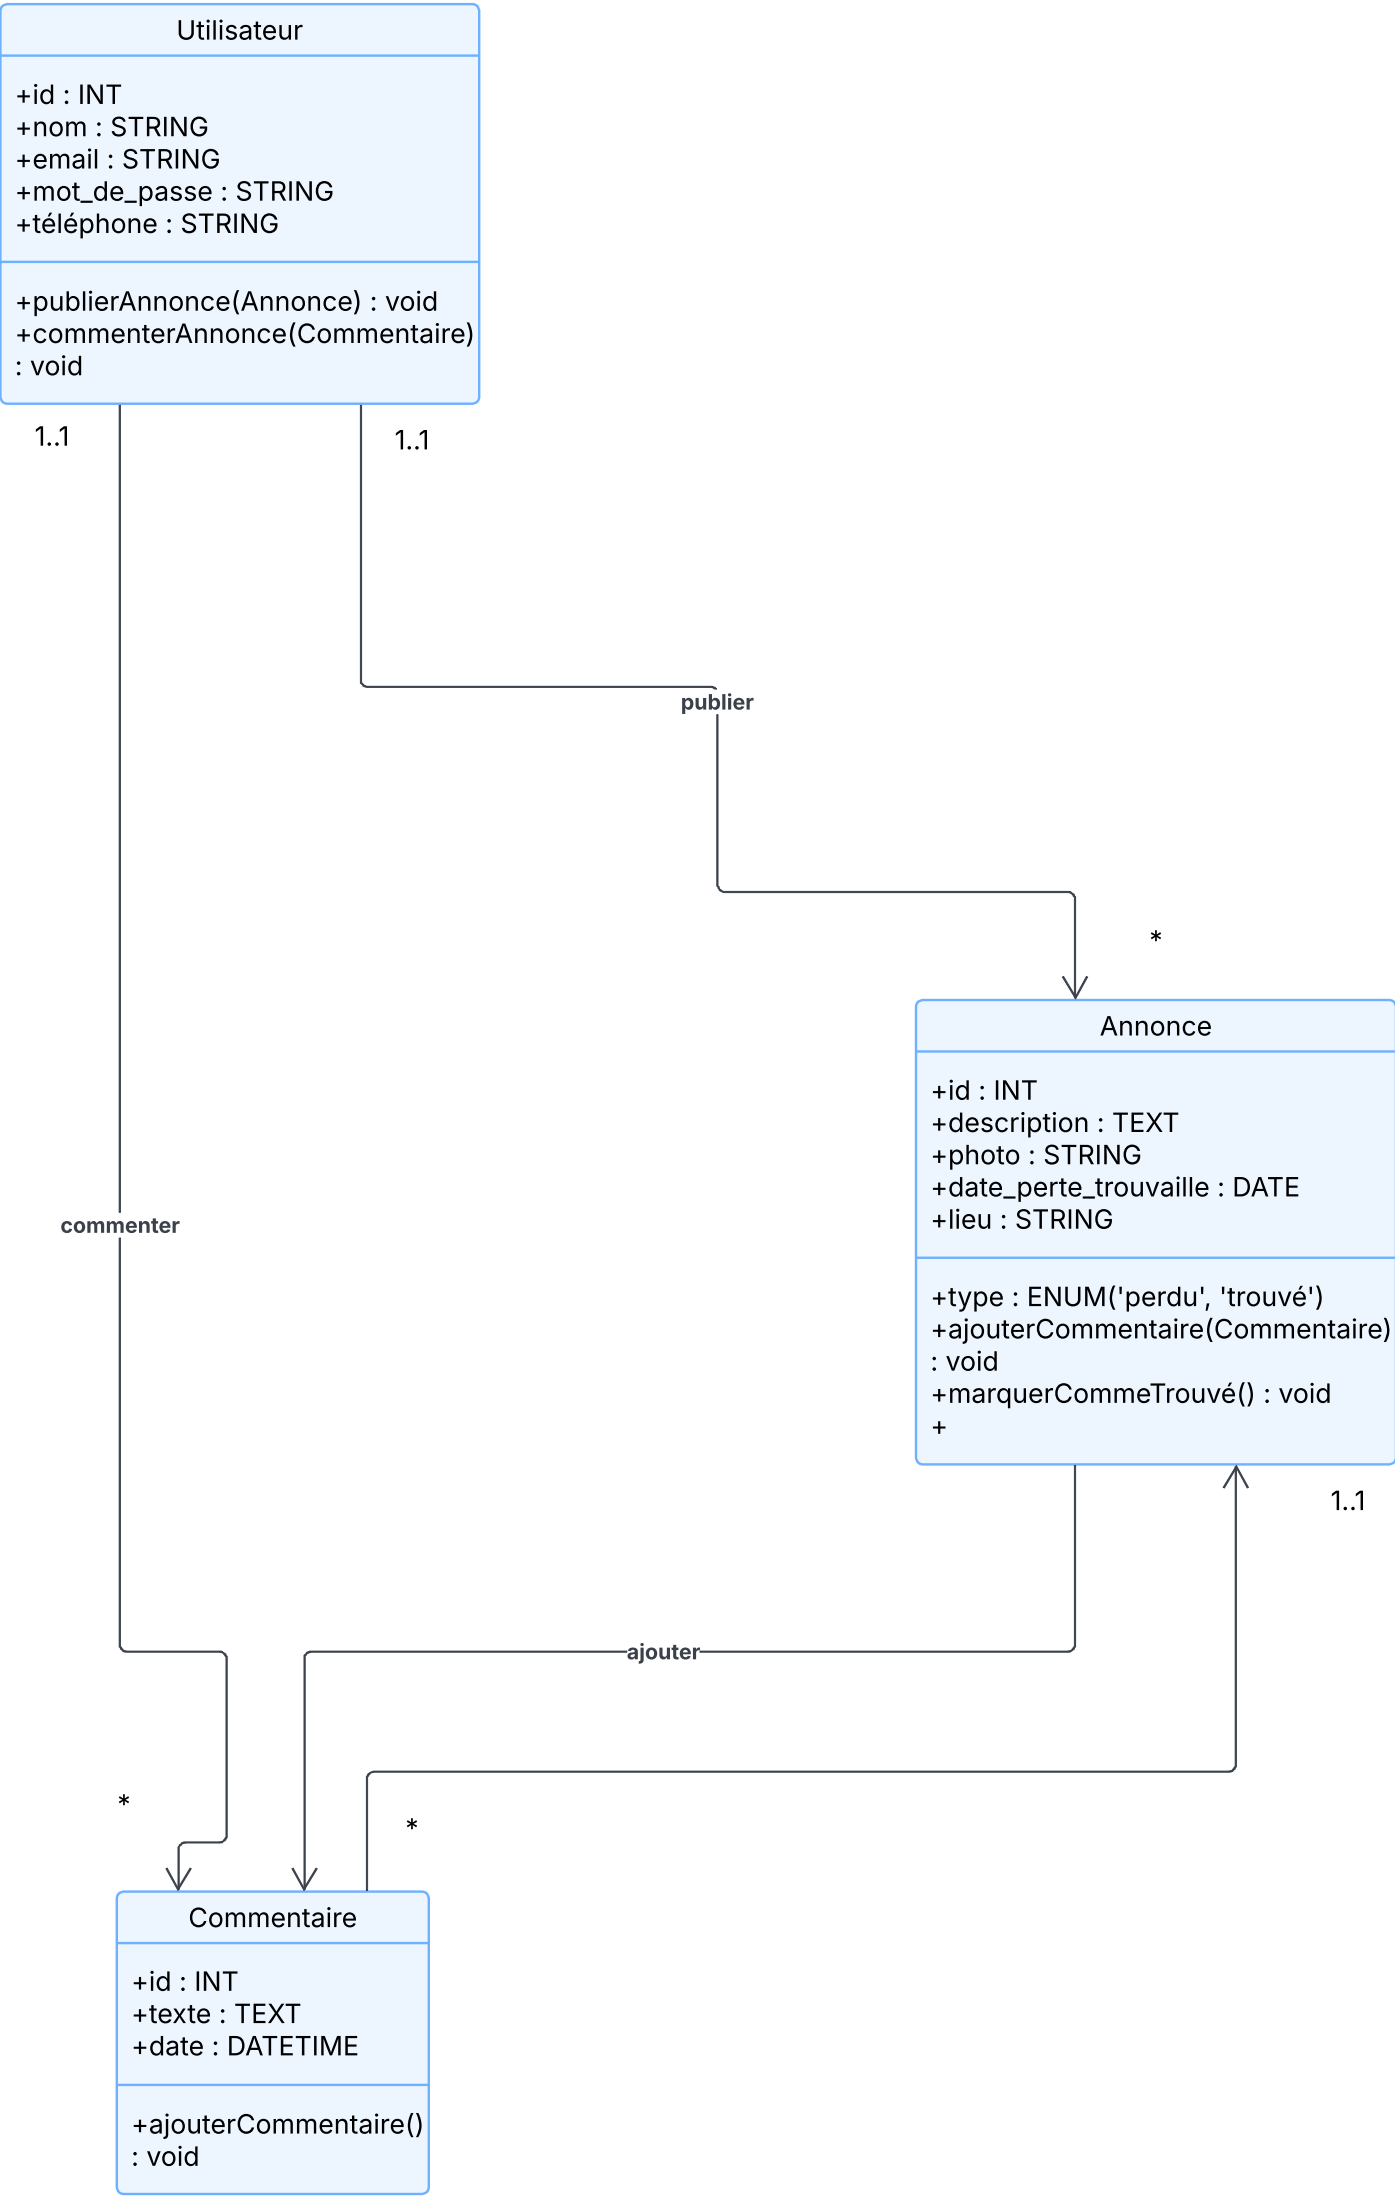 Utilisateur
+id : INT
+nom : STRING
+email : STRING
+mot_de_passe : STRING
+téléphone : STRING
+publierAnnonce(Annonce) : void
+commenterAnnonce(Commentaire)
: void
1..1
1..1
publier
*
Annonce
+id : INT
+description : TEXT
+photo : STRING
+date_perte_trouvaille : DATE
+lieu : STRING
+type : ENUM('perdu', 'trouvé')
+ajouterCommentaire(Commentaire)
: void
+marquerCommeTrouvé() : void
+
commenter
1..1
ajouter
*
*
Commentaire
+id : INT
+texte : TEXT
+date : DATETIME
+ajouterCommentaire()
: void